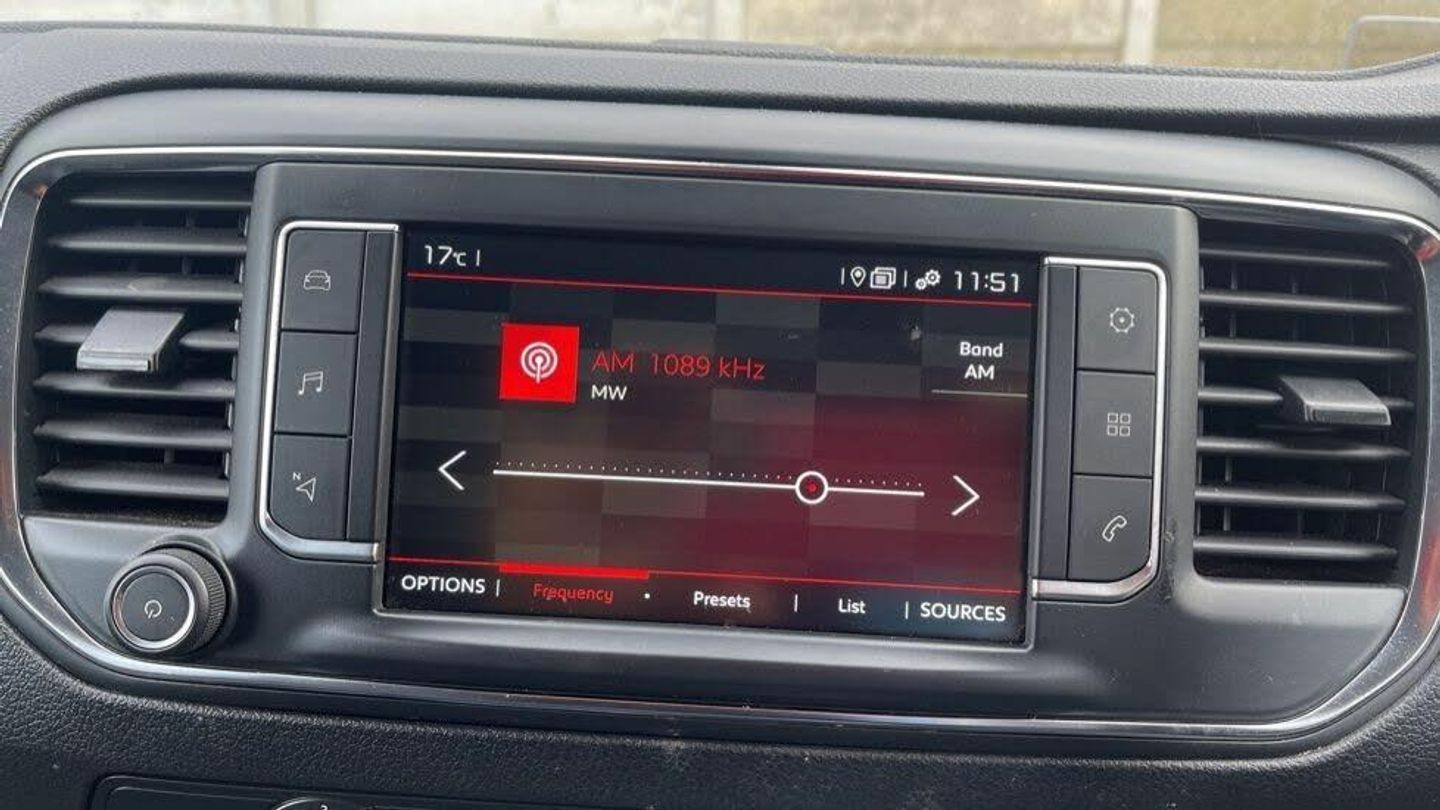 17°C
11:51
AM 1089 kHz
MW
Band
AM
N
OPTIONS
Frequency
Presets
List
SOURCES